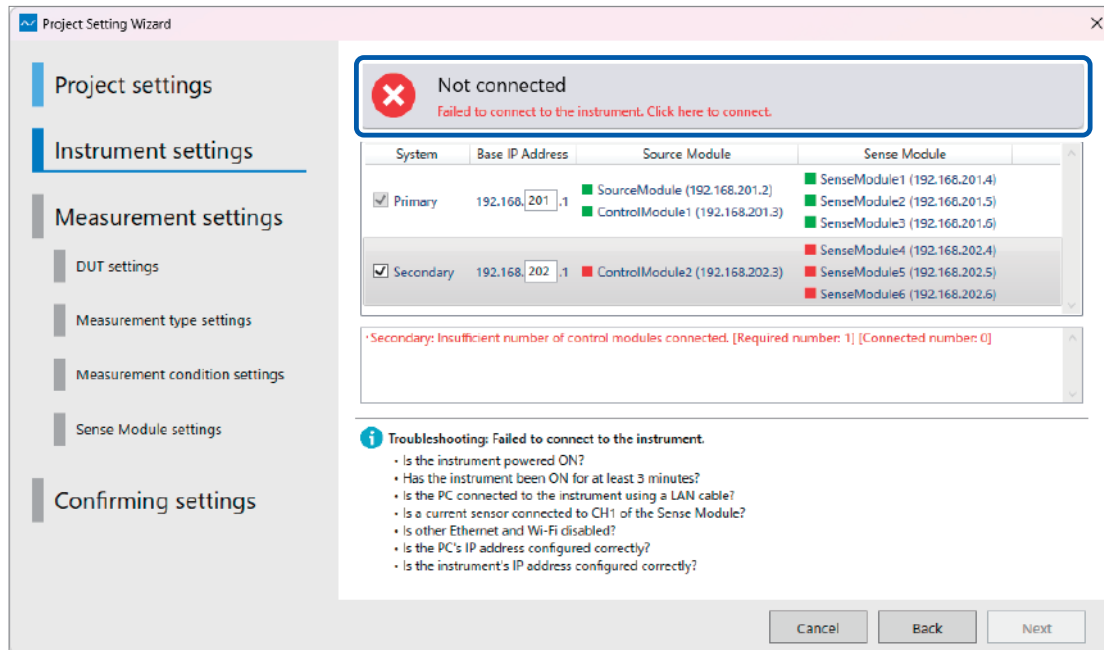 Project Setting Wizard
Project settings
Instrument settings
Measurement settings
DUT settings
Measurement type settings
Measurement condition settings
Sense Module settings
Confirming settings
Not connected
Failed to connect to the instrument. Click here to connect.
System Base IP Address Source Module Sense Module
Primary 192.168. 201 .1
SourceModule (192.168.201.2)
ControlModule1 (192.168.201.3)
SenseModule1 (192.168.201.4)
SenseModule2 (192.168.201.5)
SenseModule3 (192.168.201.6)
Secondary 192.168. 202 .1 ControlModule2 (192.168.202.3)
SenseModule4 (192.168.202.4)
SenseModule5 (192.168.202.5)
SenseModule6 (192.168.202.6)
・Secondary: Insufficient number of control modules connected. [Required number: 1] [Connected number: 0]
Troubleshooting: Failed to connect to the instrument.
・Is the instrument powered ON?
・Has the instrument been ON for at least 3 minutes?
・Is the PC connected to the instrument using a LAN cable?
・Is a current sensor connected to CH1 of the Sense Module?
・Is other Ethernet and Wi-Fi disabled?
・Is the PC's IP address configured correctly?
・Is the instrument's IP address configured correctly?
Cancel Back Next